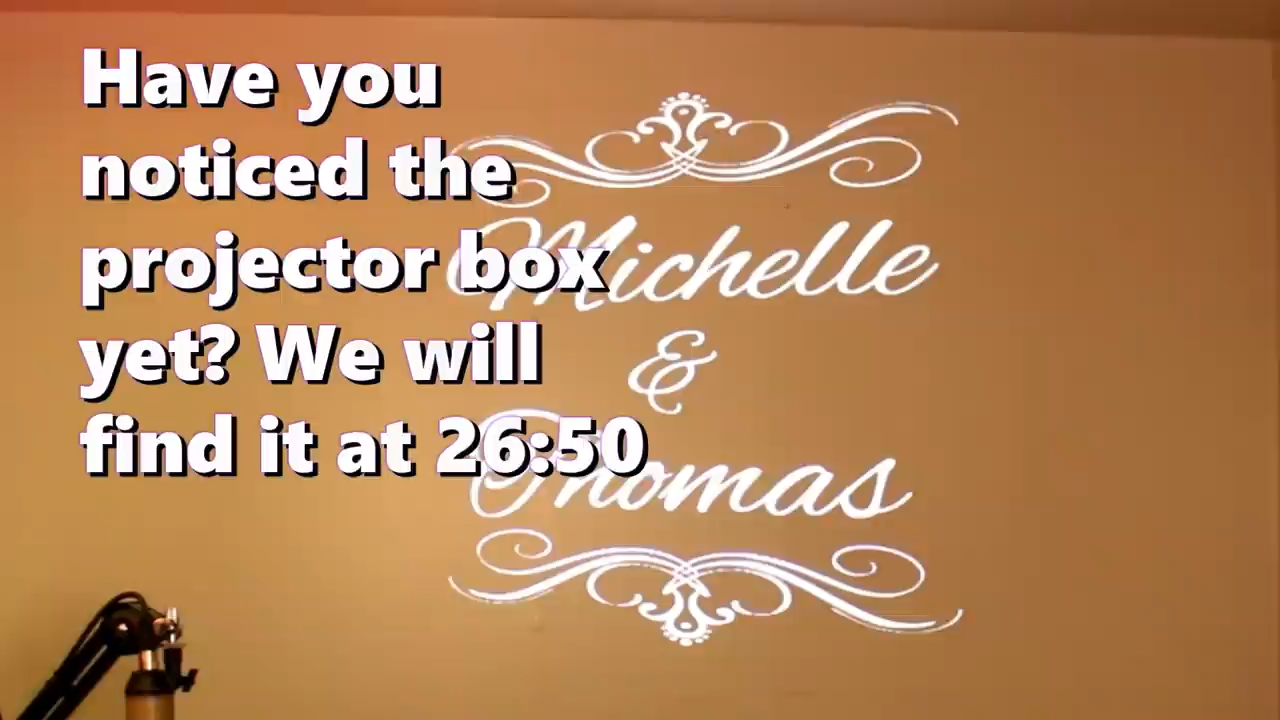 Have you
noticed the
projector box
yet? We will
find it at 26:50
Michelle
&
Thomas